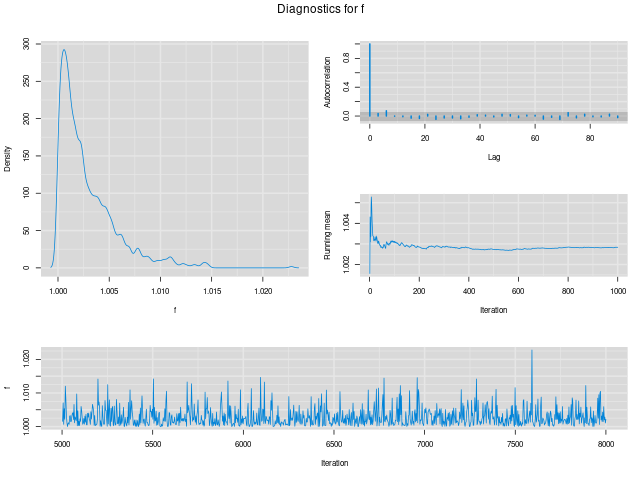 Diagnostics for f
Density
0 50 100 150 200 250 300
1.000 1.005 1.010 1.015 1.020
f
Autocorrelation
0.0 0.4 0.8
0 20 40 60 80
Lag
Running mean
1.002 1.004
0 200 400 600 800 1000
Iteration
f
1.000 1.010 1.020
5000 5500 6000 6500 7000 7500 8000
Iteration